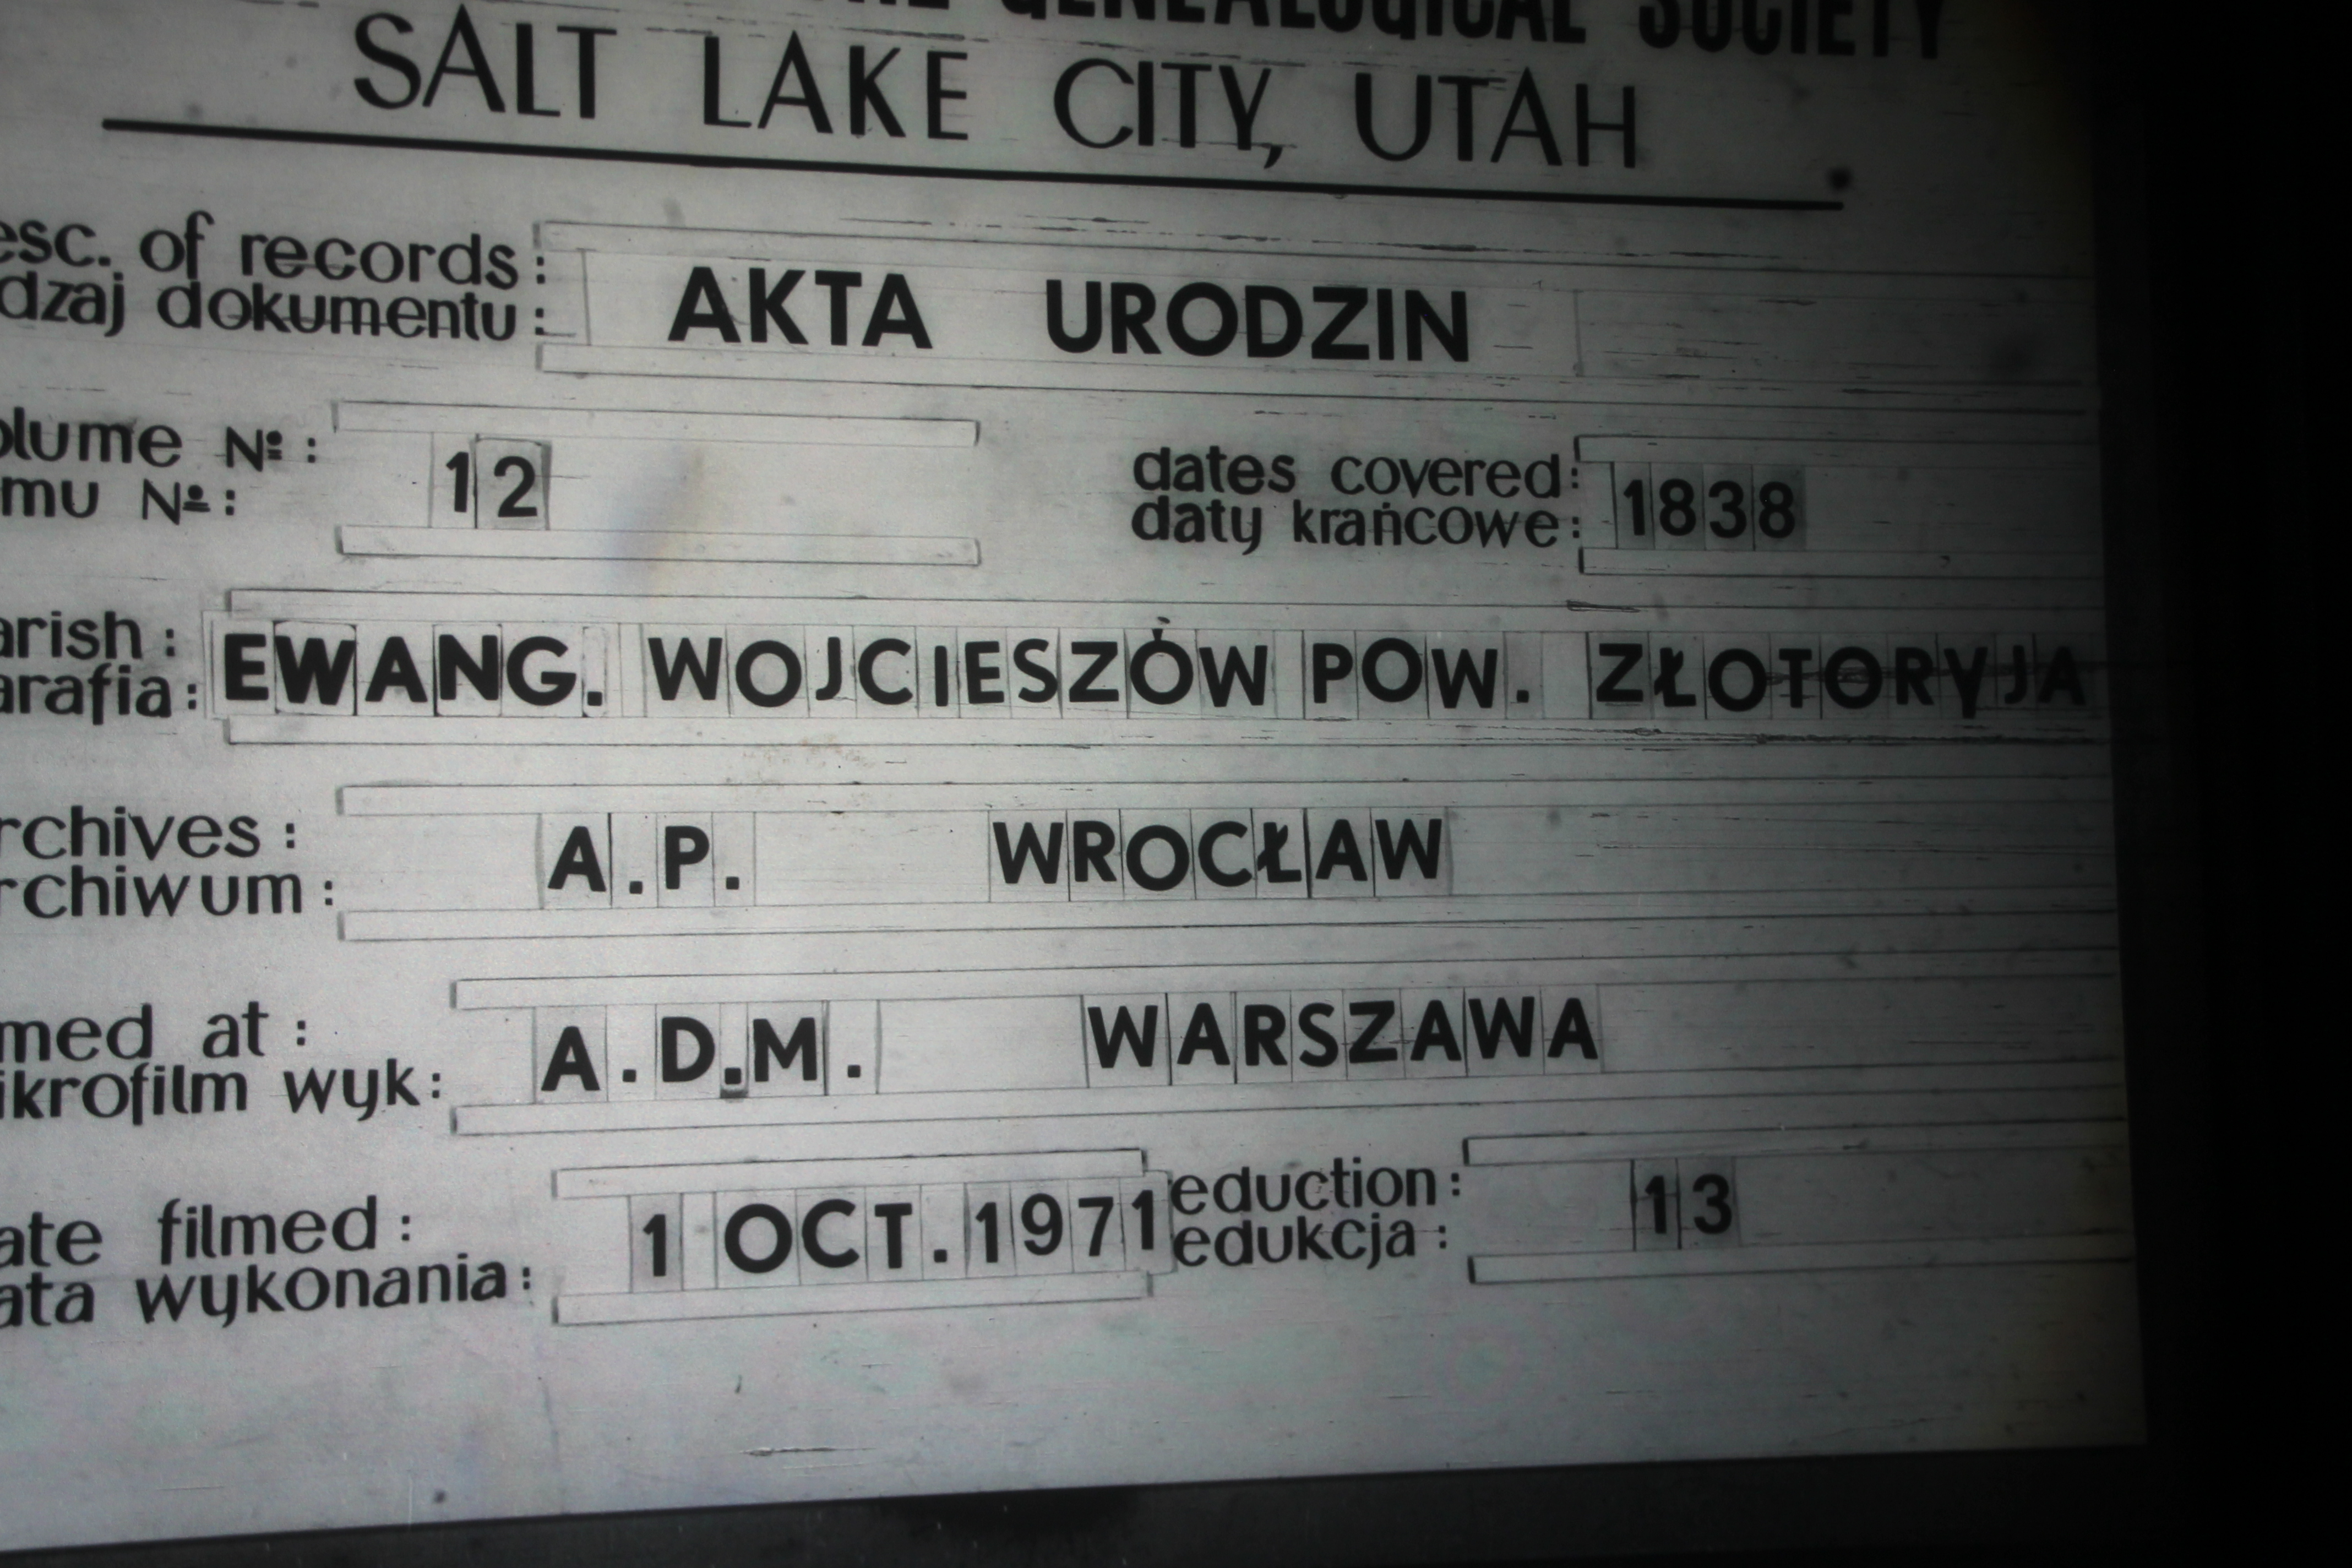 GENEALOGICAL SOCIETY
SALT LAKE CITY, UTAH
esc. of records:
dzaj dokumentu:
AKTA URODZIN
olume №:
mu №:
12
dates covered:
daty krańcowe:
1838
arish:
arafia:
EWANG. WOJCIESZÓW POW. ZŁOTORYJA
rchives:
rchiwum:
A.P. WROCŁAW
med at:
ikrofilm wyk:
A.D.M. WARSZAWA
ate filmed:
ata wykonania:
1 OCT. 1971
eduction:
edukcja:
13